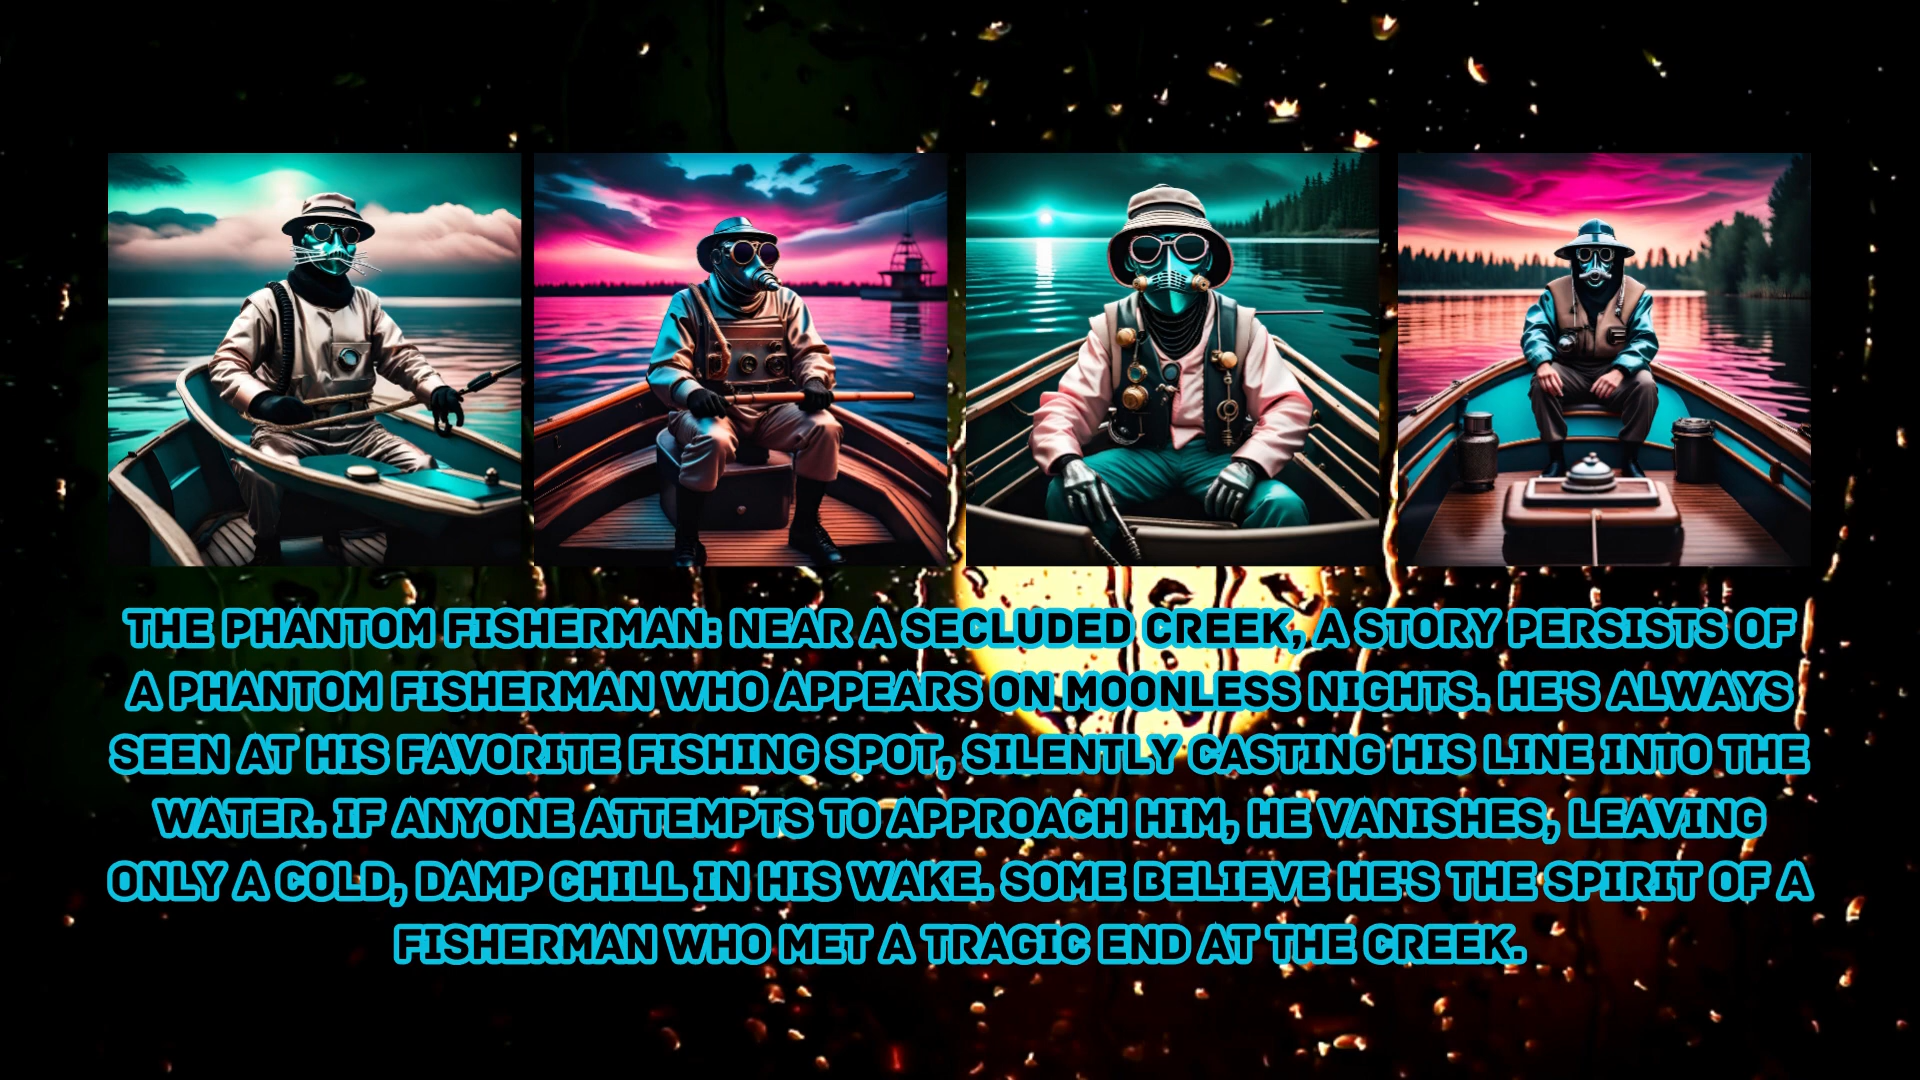 THE PHANTOM FISHERMAN: NEAR A SECLUDED CREEK, A STORY PERSISTS OF
A PHANTOM FISHERMAN WHO APPEARS ON MOONLESS NIGHTS. HE'S ALWAYS
SEEN AT HIS FAVORITE FISHING SPOT, SILENTLY CASTING HIS LINE INTO THE
WATER. IF ANYONE ATTEMPTS TO APPROACH HIM, HE VANISHES, LEAVING
ONLY A COLD, DAMP CHILL IN HIS WAKE. SOME BELIEVE HE'S THE SPIRIT OF A
FISHERMAN WHO MET A TRAGIC END AT THE CREEK.